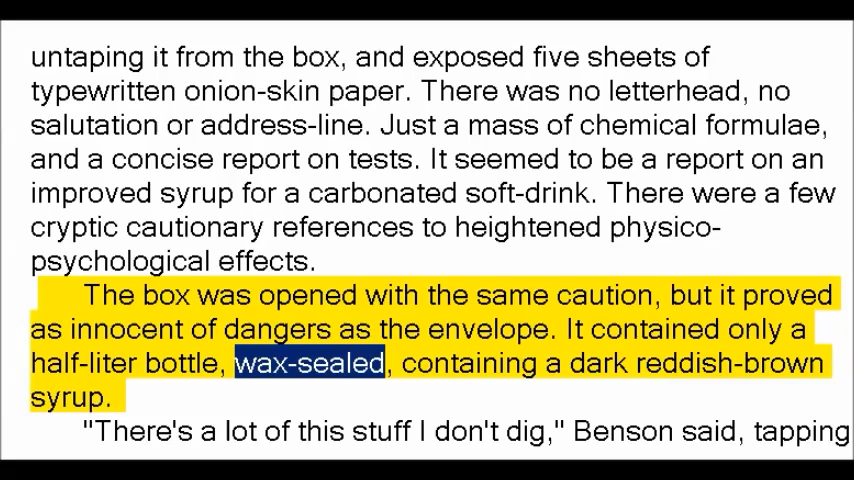 untaping it from the box, and exposed five sheets of
typewritten onion-skin paper. There was no letterhead, no
salutation or address-line. Just a mass of chemical formulae,
and a concise report on tests. It seemed to be a report on an
improved syrup for a carbonated soft-drink. There were a few
cryptic cautionary references to heightened physico-
psychological effects.
The box was opened with the same caution, but it proved
as innocent of dangers as the envelope. It contained only a
half-liter bottle, wax-sealed, containing a dark reddish-brown
syrup.
"There's a lot of this stuff I don't dig," Benson said, tapping